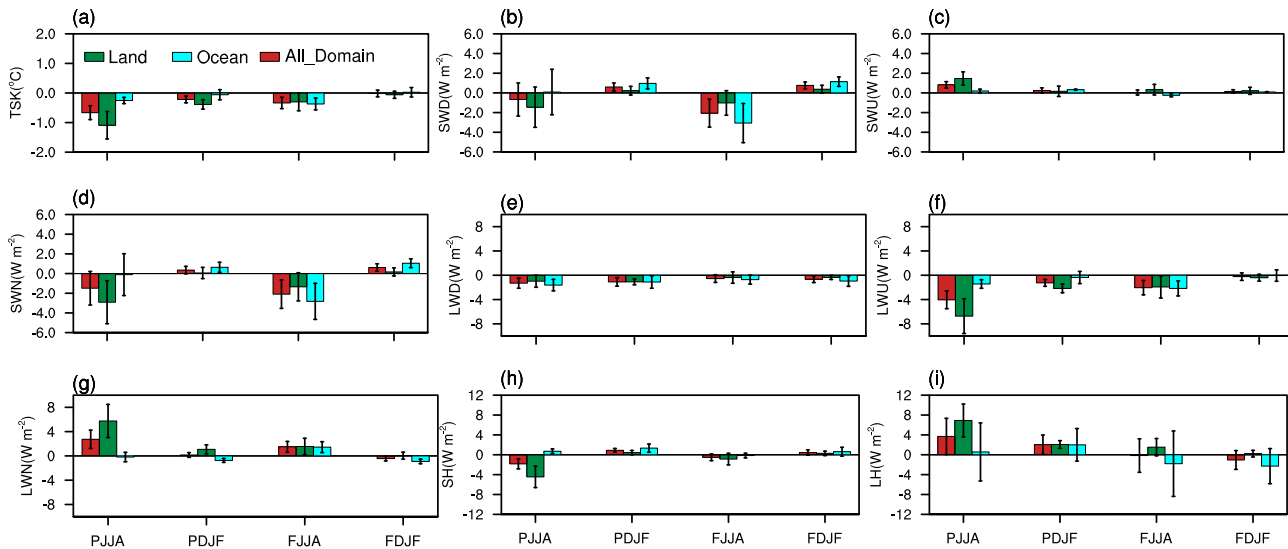 (a)
TSK(°C)
2.0
1.0
0.0
-1.0
-2.0
Land
Ocean
All_Domain
(b)
SWD(W m-2)
6.0
4.0
2.0
0.0
-2.0
-4.0
-6.0
(c)
SWU(W m-2)
6.0
4.0
2.0
0.0
-2.0
-4.0
-6.0
(d)
SWN(W m-2)
6.0
4.0
2.0
0.0
-2.0
-4.0
-6.0
(e)
LWD(W m-2)
8
4
0
-4
-8
(f)
LWU(W m-2)
8
4
0
-4
-8
(g)
LWN(W m-2)
8
4
0
-4
-8
PJJA
PDJF
FJJA
FDJF
(h)
SH(W m-2)
12
8
4
0
-4
-8
-12
PJJA
PDJF
FJJA
FDJF
(i)
LH(W m-2)
12
8
4
0
-4
-8
-12
PJJA
PDJF
FJJA
FDJF